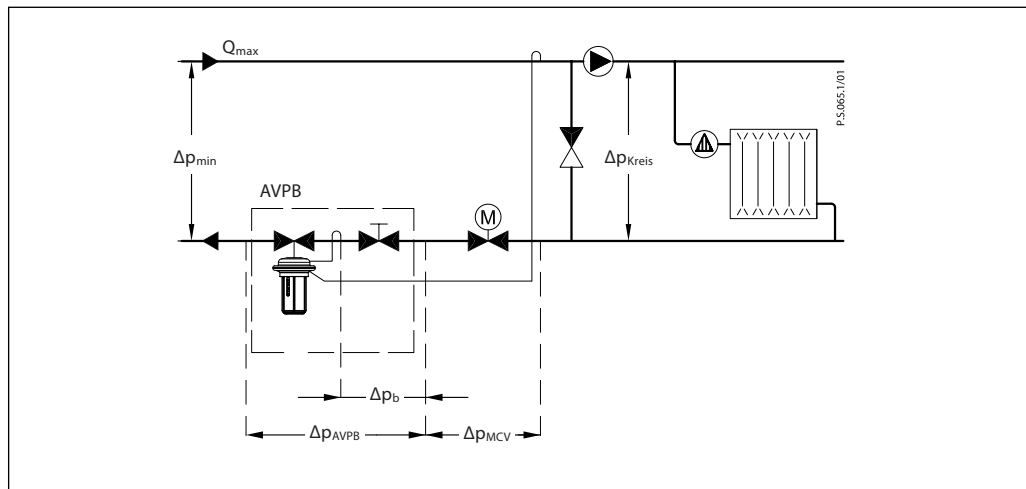 Qmax
P.S.065.1/01
Δpmin
ΔpKreis
AVPB
M
Δpb
ΔpAVPB
ΔpMCV